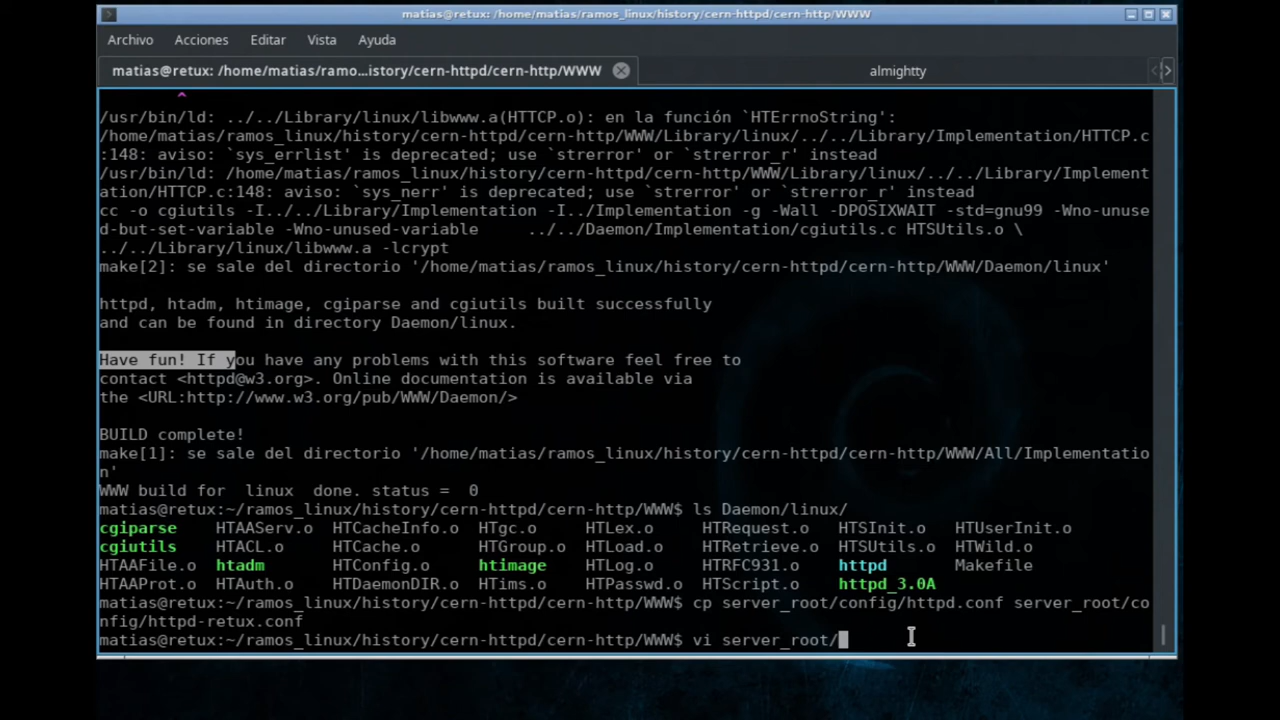 matias@retux: /home/matias/ramos_linux/history/cern-httpd/cern-http/WWW
Archivo Acciones Editar Vista Ayuda
matias@retux: /home/matias/ramo...istory/cern-httpd/cern-http/WWW almightty
^
/usr/bin/ld: ../../Library/linux/libwww.a(HTTCP.o): en la función `HTErrnoString':
/home/matias/ramos_linux/history/cern-httpd/cern-http/WWW/Library/linux/../../Library/Implementation/HTTCP.c
:148: aviso: `sys_errlist' is deprecated; use `strerror' or `strerror_r' instead
/usr/bin/ld: /home/matias/ramos_linux/history/cern-httpd/cern-http/WWW/Library/linux/../../Library/Implement
ation/HTTCP.c:148: aviso: `sys_nerr' is deprecated; use `strerror' or `strerror_r' instead
cc -o cgiutils -I../../Library/Implementation -I../Implementation -g -Wall -DPOSIXWAIT -std=gnu99 -Wno-unuse
d-but-set-variable -Wno-unused-variable ../../Daemon/Implementation/cgiutils.c HTSUtils.o \
../../Library/linux/libwww.a -lcrypt
make[2]: se sale del directorio '/home/matias/ramos_linux/history/cern-httpd/cern-http/WWW/Daemon/linux'
httpd, htadm, htimage, cgiparse and cgiutils built successfully
and can be found in directory Daemon/linux.
Have fun! If you have any problems with this software feel free to
contact <httpd@w3.org>. Online documentation is available via
the <URL:http://www.w3.org/pub/WWW/Daemon/>
BUILD complete!
make[1]: se sale del directorio '/home/matias/ramos_linux/history/cern-httpd/cern-http/WWW/All/Implementatio
n'
WWW build for linux done. status = 0
matias@retux:~/ramos_linux/history/cern-httpd/cern-http/WWW$ ls Daemon/linux/
cgiparse HTAAServ.o HTCacheInfo.o HTgc.o HTLex.o HTRequest.o HTSInit.o HTUserInit.o
cgiutils HTACL.o HTCache.o HTGroup.o HTLoad.o HTRetrieve.o HTSUtils.o HTWild.o
HTAAFile.o htadm HTConfig.o htimage HTLog.o HTRFC931.o httpd Makefile
HTAAProt.o HTAuth.o HTDaemonDIR.o HTims.o HTPasswd.o HTScript.o httpd_3.0A
matias@retux:~/ramos_linux/history/cern-httpd/cern-http/WWW$ cp server_root/config/httpd.conf server_root/co
nfig/httpd-retux.conf
matias@retux:~/ramos_linux/history/cern-httpd/cern-http/WWW$ vi server_root/